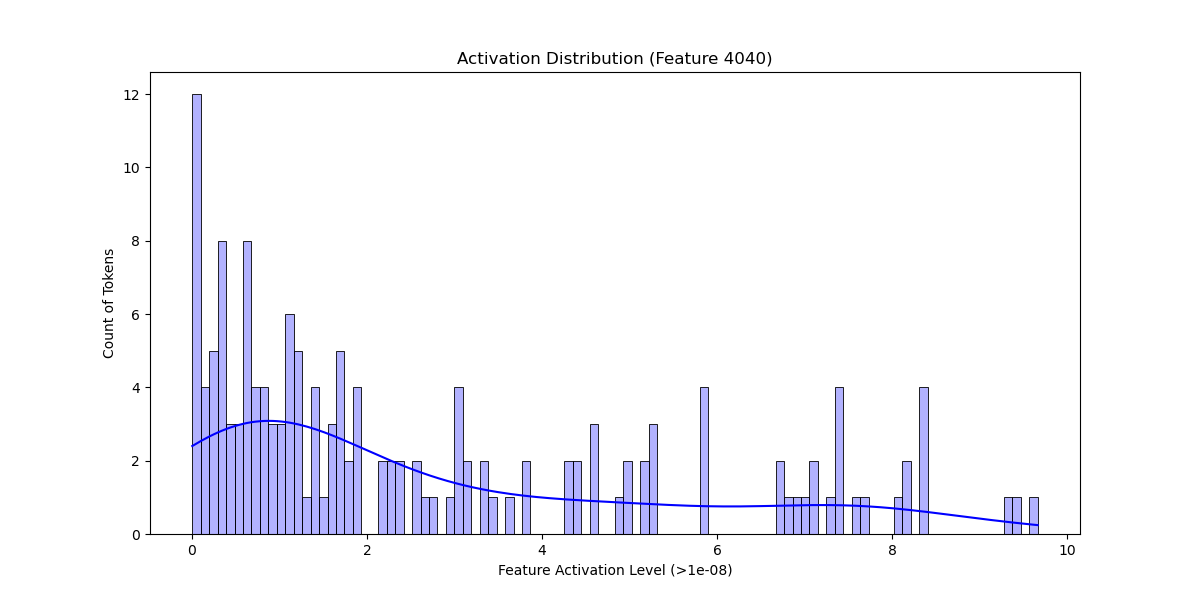 Activation Distribution (Feature 4040)
12
10
8
6
4
2
0
Count of Tokens
0 2 4 6 8 10
Feature Activation Level (>1e-08)